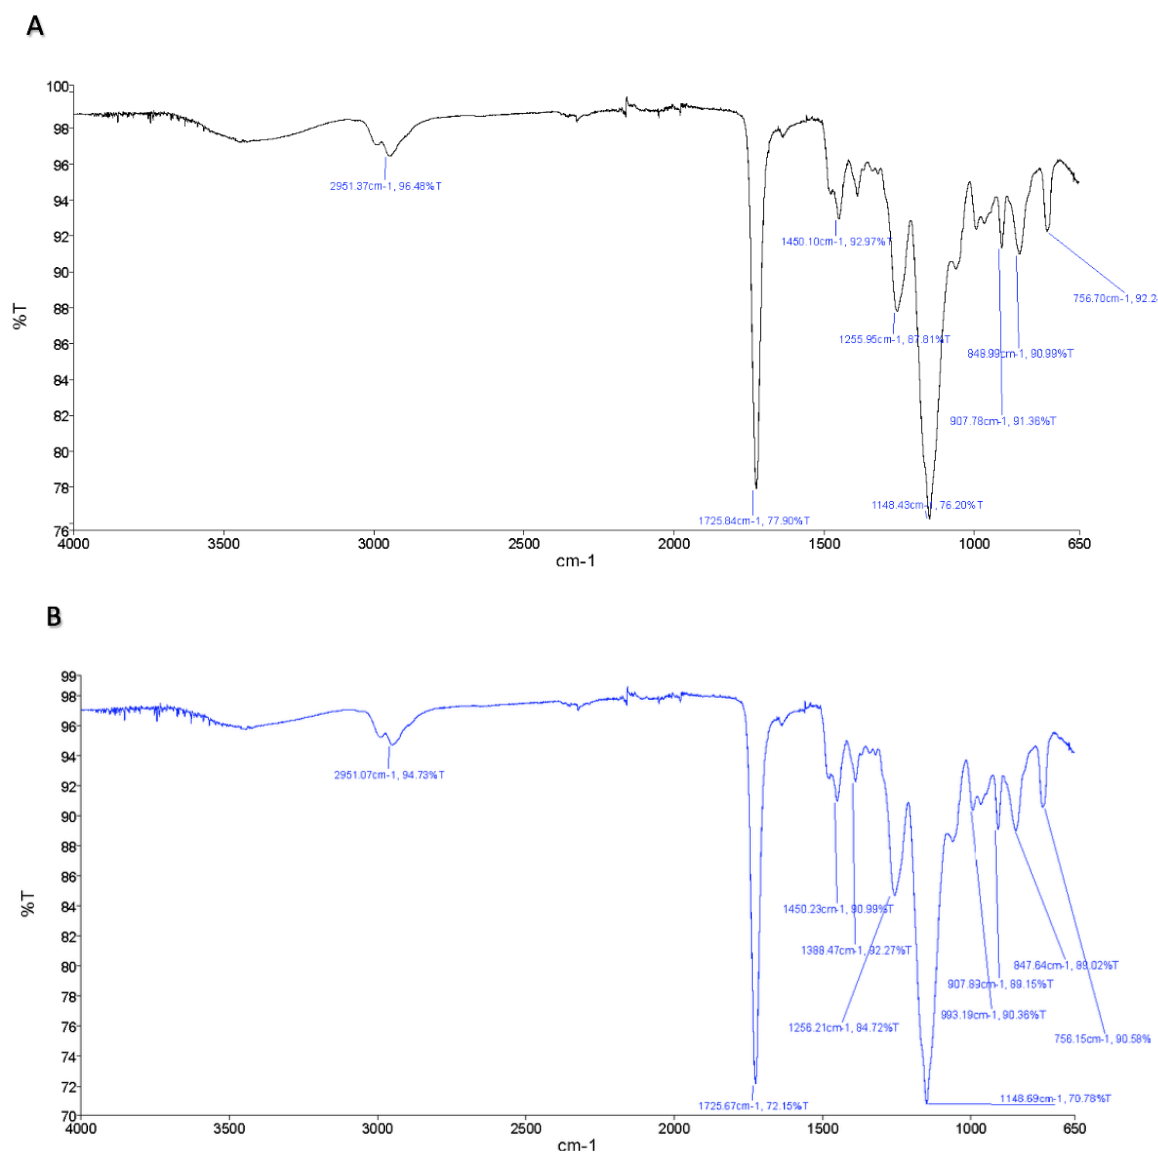 A
100
98
96
94
92
90
88
86
84
82
80
78
76
%T
2951.37cm-1, 96.48%T
1450.10cm-1, 92.97%T
756.70cm-1, 92.2
1255.95cm-1, 87.81%T
848.99cm-1, 90.99%T
907.78cm-1, 91.36%T
1148.43cm-1, 76.20%T
1725.84cm-1, 77.90%T
4000 3500 3000 2500 2000 1500 1000 650
cm-1
B
99
98
96
94
92
90
88
86
84
82
80
78
76
74
72
70
%T
2951.07cm-1, 94.73%T
1450.23cm-1, 90.99%T
1388.47cm-1, 92.27%T
847.64cm-1, 89.02%T
907.89cm-1, 89.15%T
993.19cm-1, 90.36%T
1256.21cm-1, 84.72%T
756.15cm-1, 90.58%
1148.69cm-1, 70.78%T
1725.67cm-1, 72.15%T
4000 3500 3000 2500 2000 1500 1000 650
cm-1